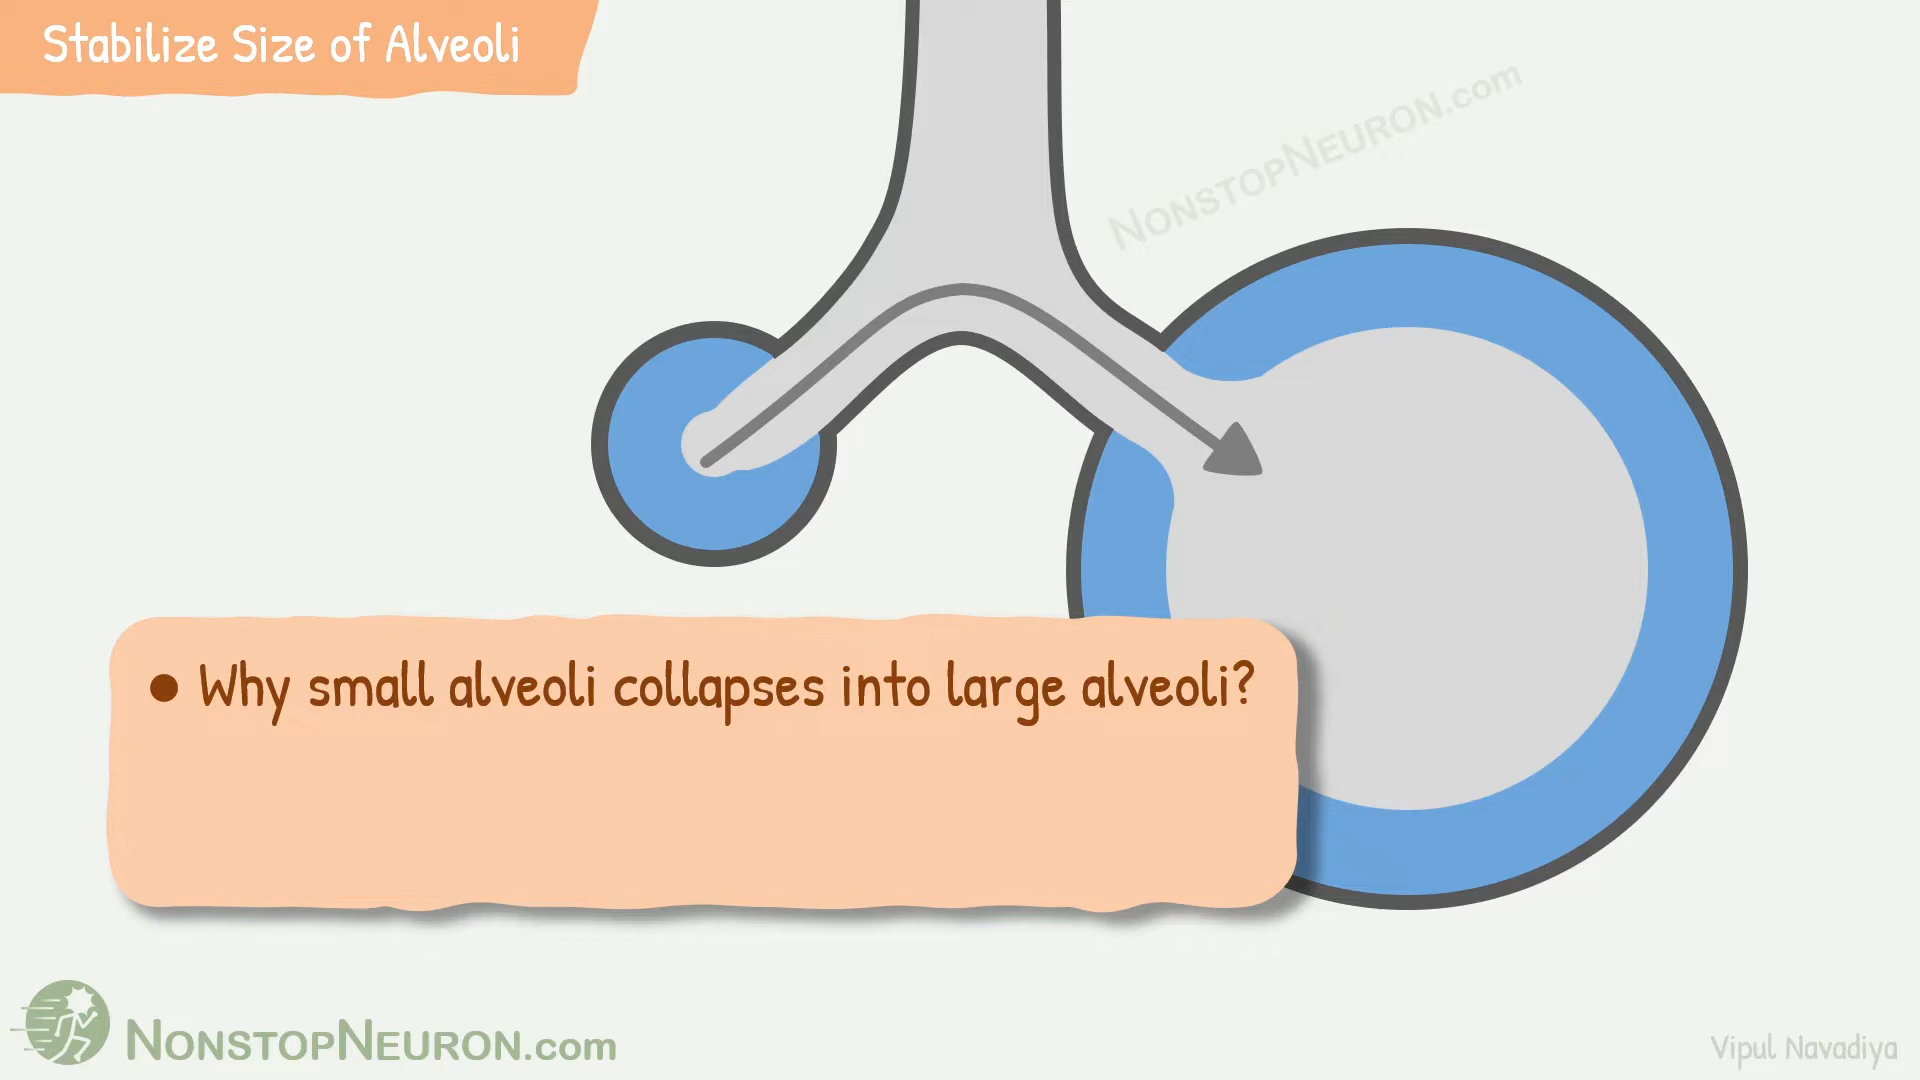 Stabilize Size of Alveoli
NONSTOPNEURON.com
• Why small alveoli collapses into large alveoli?
NONSTOPNEURON.com
Vipul Navadiya